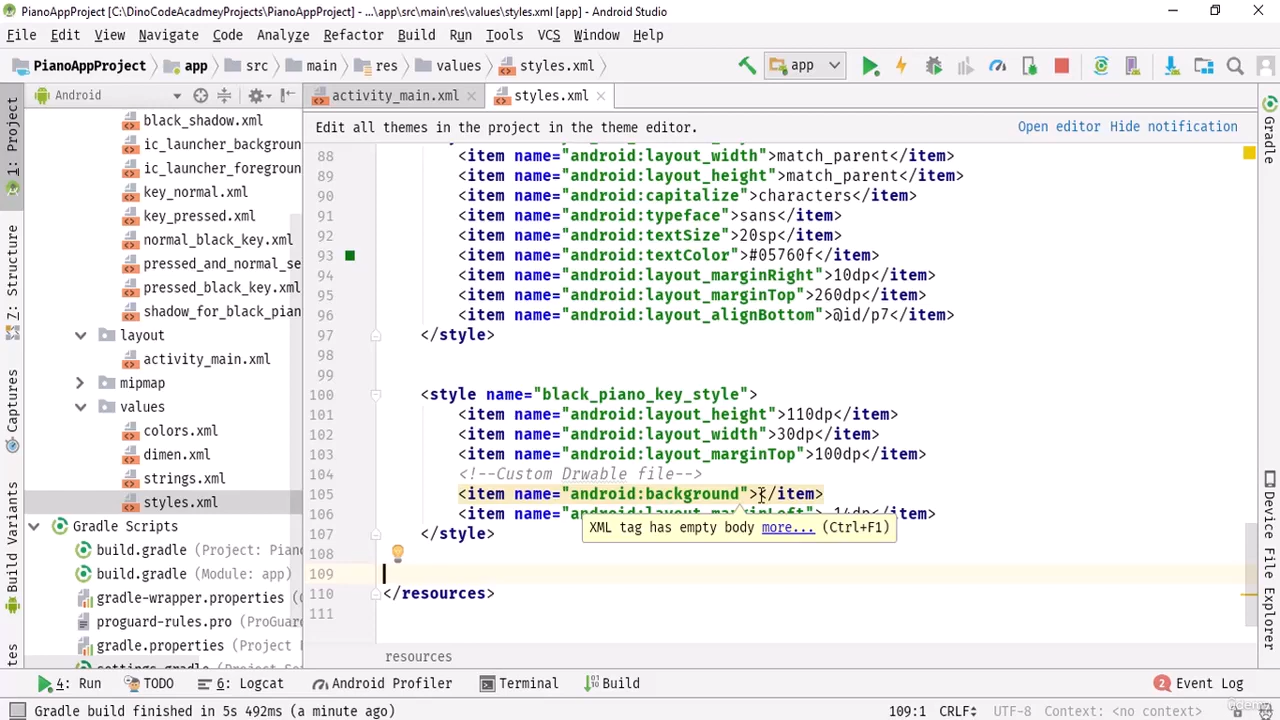 PianoAppProject [C:\DinoCodeAcadmeyProjects\PianoAppProject] - ...\app\src\main\res\values\styles.xml [app] - Android Studio
File Edit View Navigate Code Analyze Refactor Build Run Tools VCS Window Help
PianoAppProject app src main res values styles.xml app
Android activity_main.xml styles.xml
Edit all themes in the project in the theme editor. Open editor Hide notification
1: Project
Z: Structure
Captures
Build Variants
Gradle
Device File Explorer
black_shadow.xml
ic_launcher_backgroun
ic_launcher_foregroun
key_normal.xml
key_pressed.xml
normal_black_key.xml
pressed_and_normal_se
pressed_black_key.xml
shadow_for_black_pian
layout
activity_main.xml
mipmap
values
colors.xml
dimen.xml
strings.xml
styles.xml
Gradle Scripts
build.gradle (Project: Piano
build.gradle (Module: app)
gradle-wrapper.properties (G
proguard-rules.pro (ProGuar
gradle.properties (Project P
88 <item name="android:layout_width">match_parent</item>
89 <item name="android:layout_height">match_parent</item>
90 <item name="android:capitalize">characters</item>
91 <item name="android:typeface">sans</item>
92 <item name="android:textSize">20sp</item>
93 <item name="android:textColor">#05760f</item>
94 <item name="android:layout_marginRight">10dp</item>
95 <item name="android:layout_marginTop">260dp</item>
96 <item name="android:layout_alignBottom">@id/p7</item>
97 </style>
98
99
100 <style name="black_piano_key_style">
101 <item name="android:layout_height">110dp</item>
102 <item name="android:layout_width">30dp</item>
103 <item name="android:layout_marginTop">100dp</item>
104 <!--Custom Drwable file-->
105 <item name="android:background"></item>
106 <item name="android:layout_marginLeft">-14dp</item>
XML tag has empty body more... (Ctrl+F1)
107 </style>
108
109
110 </resources>
111
resources
4: Run TODO 6: Logcat Android Profiler Terminal Build 2 Event Log
Gradle build finished in 5s 492ms (a minute ago) 109:1 CRLF UTF-8 Context: <no context>